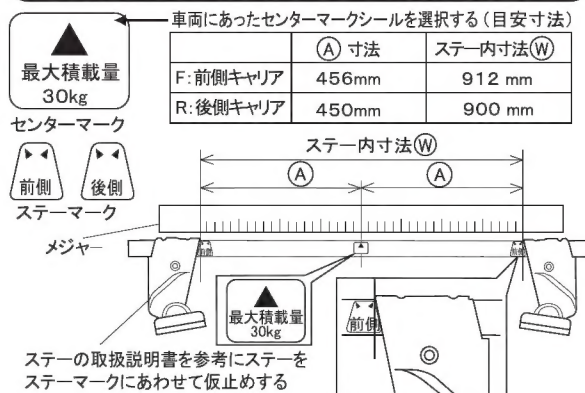 車両にあったセンターマークシールを選択する(目安寸法)
Ⓐ 寸法 ステー内寸法Ⓦ
F:前側キャリア 456mm 912 mm
R:後側キャリア 450mm 900 mm
▲
最大積載量
30kg
センターマーク
前側 後側
ステーマーク
ステー内寸法Ⓦ
Ⓐ Ⓐ
メジャー
前側 前側
最大積載量
30kg
前側
ステーの取扱説明書を参考にステーを
ステーマークにあわせて仮止めする